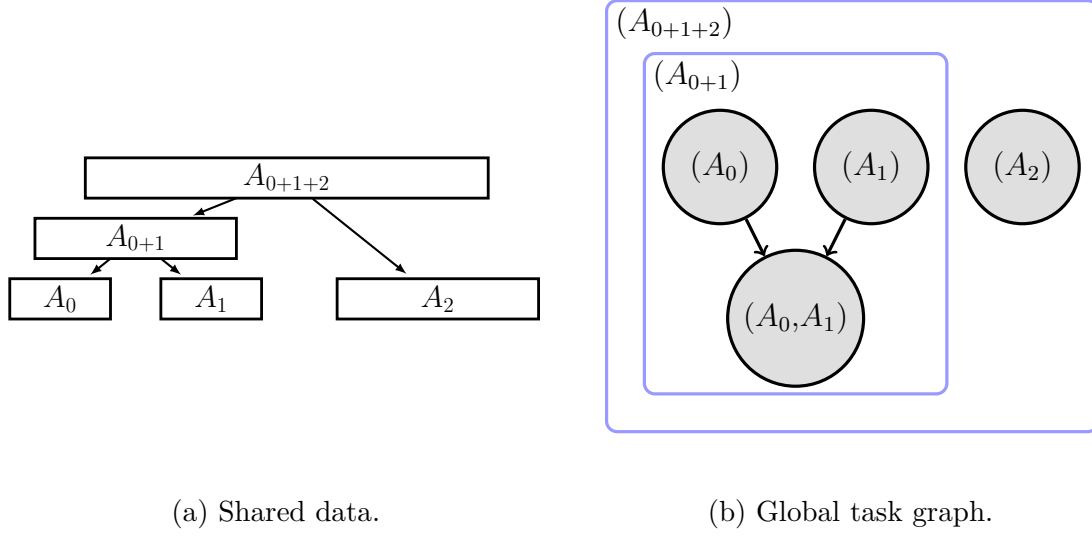 A₀₊₁₊₂
A₀₊₁
A₀ A₁ A₂
(a) Shared data.
(A₀₊₁₊₂)
(A₀₊₁)
(A₀) (A₁) (A₂)
(A₀,A₁)
(b) Global task graph.